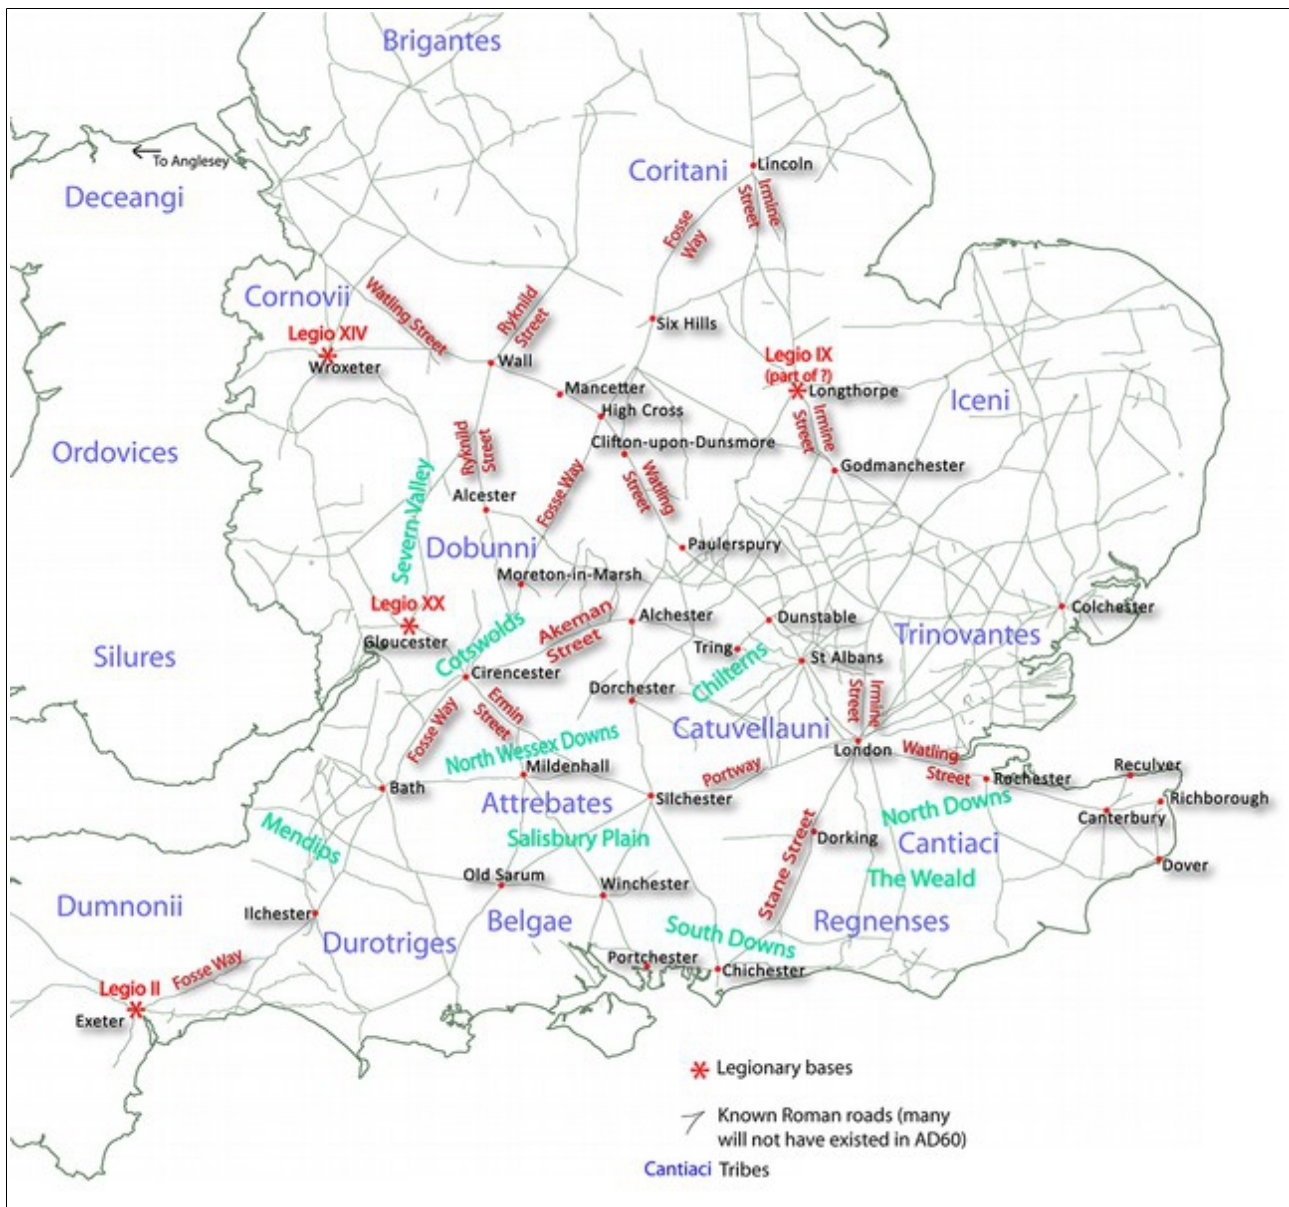 Brigantes
To Anglesey
Deceangi
Coritani
Lincoln
Irmine
Street
Fosse
Way
Cornovii
Watling Street
Ryknild
Street
Legio XIV
Wroxeter
Wall
Six Hills
Legio IX
(part of ?)
Longthorpe
Iceni
Mancetter
High Cross
Clifton-upon-Dunsmore
Irmine
Street
Godmanchester
Ordovices
Ryknild
Street
Severn Valley
Alcester
Fosse Way
Watling
Street
Dobunni
Paulerspury
Moreton-in-Marsh
Legio XX
Gloucester
Cotswolds
Akeman
Street
Alchester
Dunstable
Colchester
Trinovantes
Tring
Chilterns
St Albans
Silures
Cirencester
Ermin
Street
Dorchester
Irmine
Street
Fosse Way
Catuvellauni
London
Watling
Street
North Wessex Downs
Mildenhall
Portway
Rochester
Reculver
Bath
Attrebates
Silchester
North Downs
Richborough
Canterbury
Mendips
Salisbury Plain
Stane Street
Dorking
Cantiaci
Dover
Old Sarum
Winchester
The Weald
Dumnonii
Ilchester
Belgae
Regnenses
Durotriges
South Downs
Portchester
Chichester
Fosse Way
Legio II
Exeter
Legionary bases
Known Roman roads (many
will not have existed in AD60)
Cantiaci Tribes